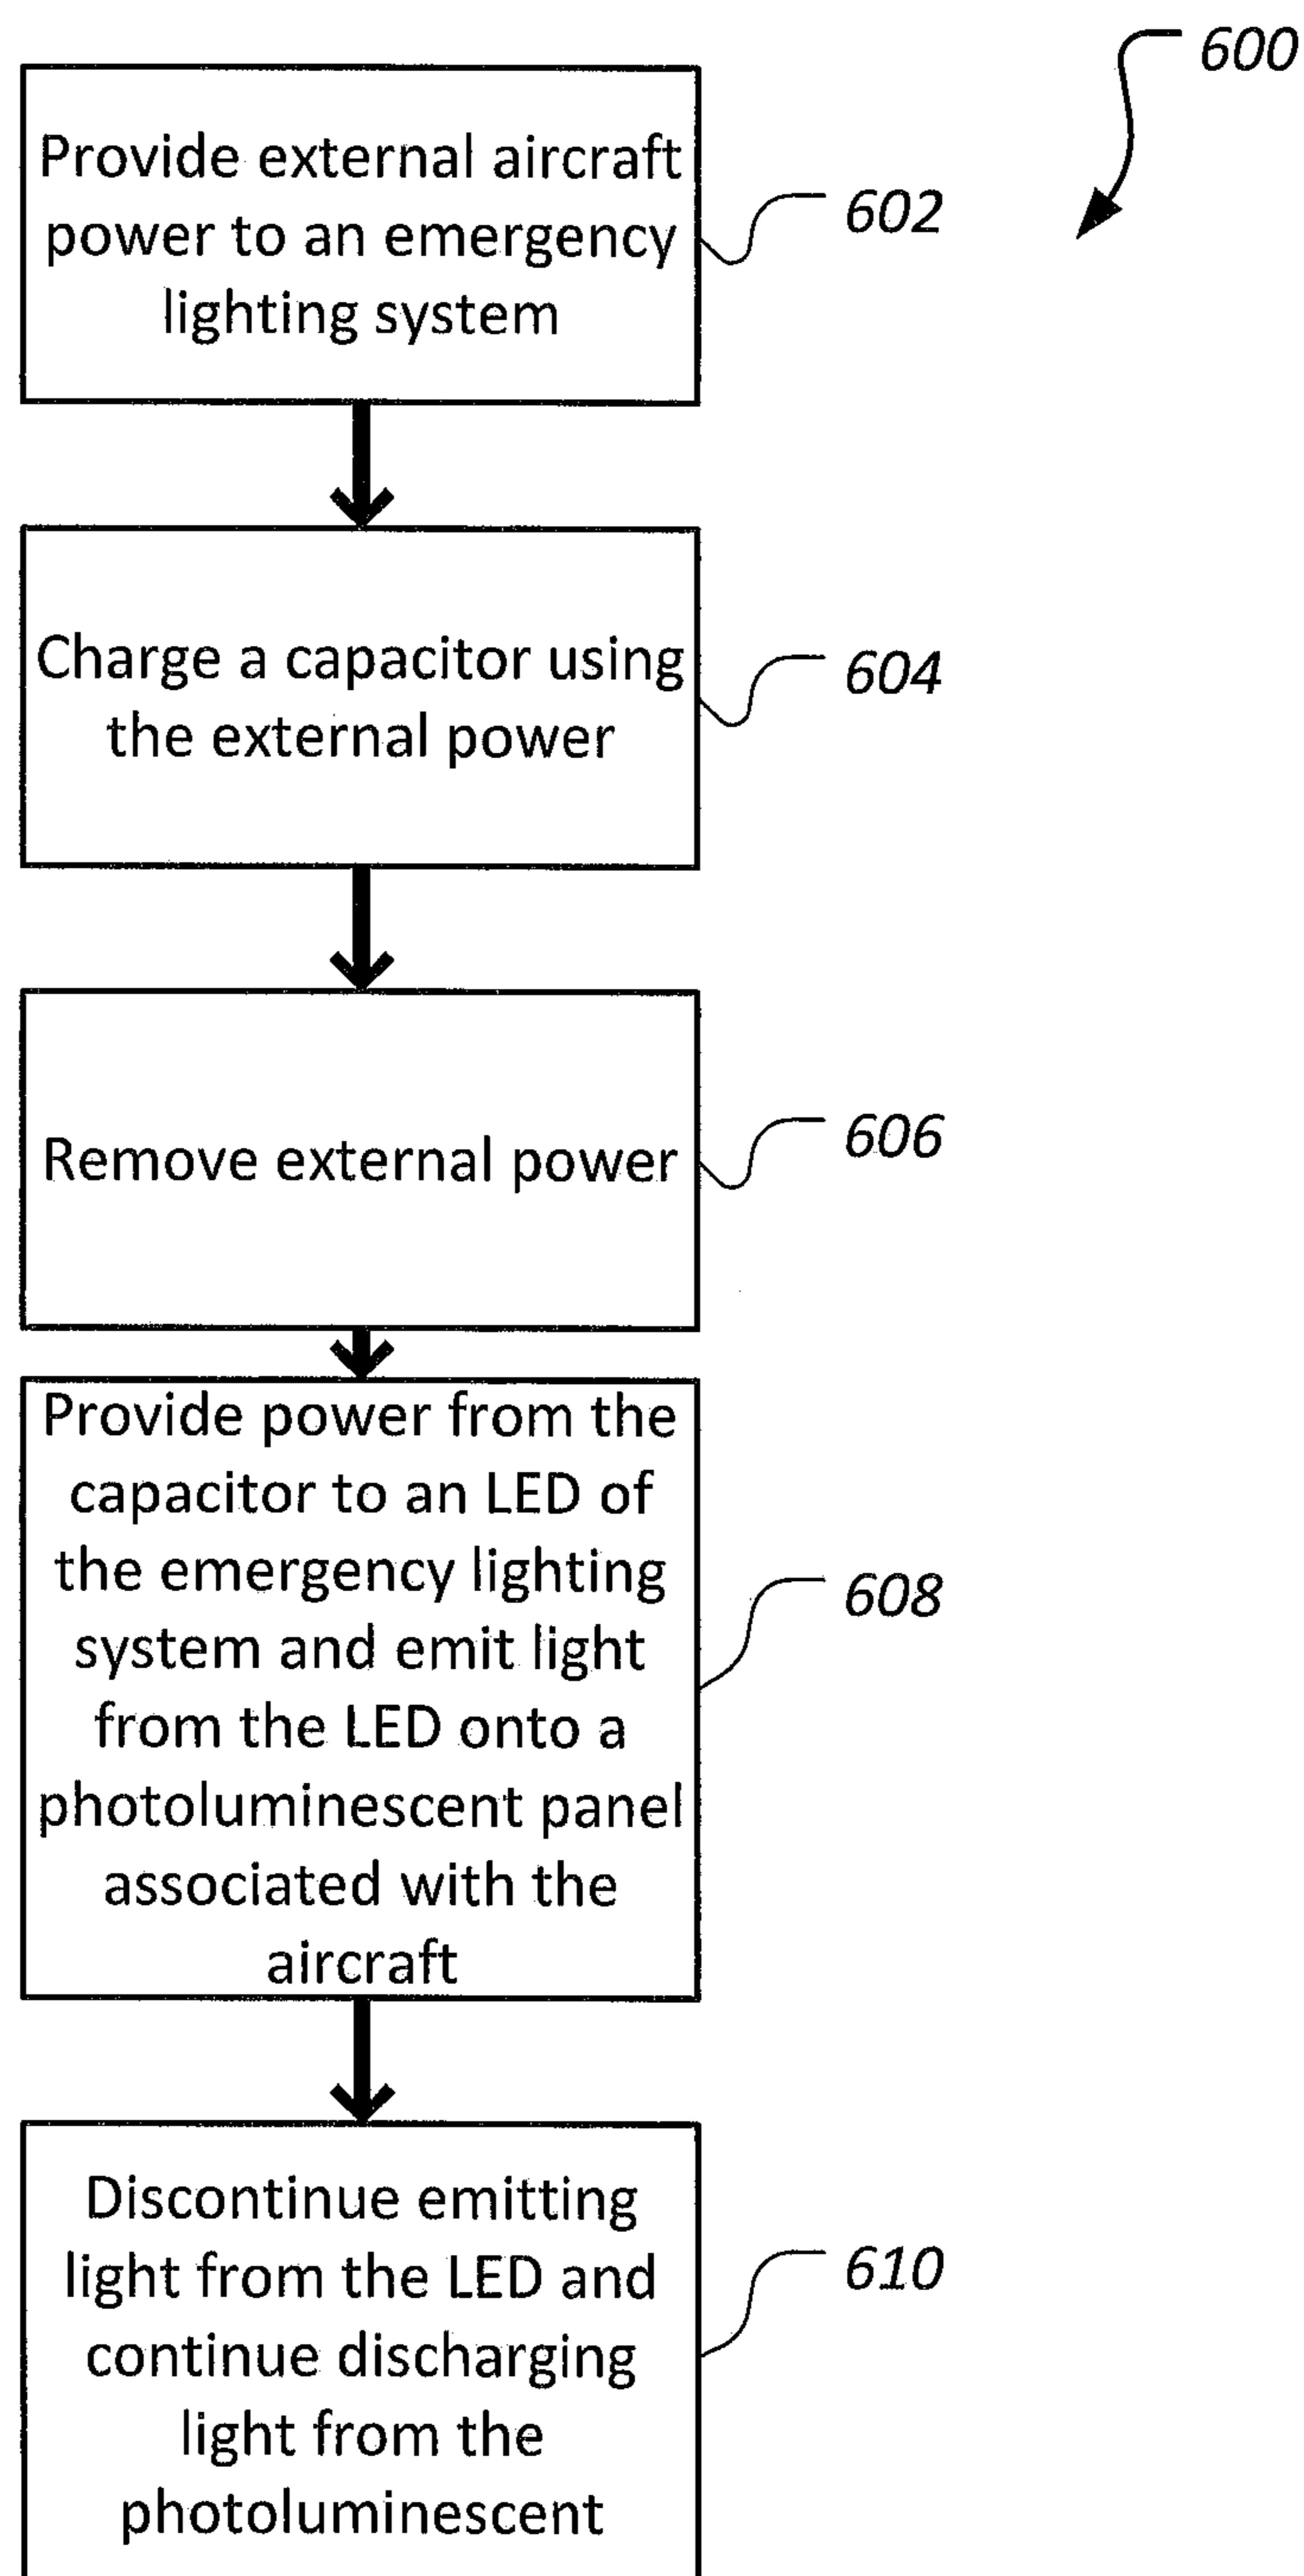 600
Provide external aircraft
power to an emergency
lighting system
602
Charge a capacitor using
the external power
604
Remove external power
606
Provide power from the
capacitor to an LED of
the emergency lighting
system and emit light
from the LED onto a
photoluminescent panel
associated with the
aircraft
608
Discontinue emitting
light from the LED and
continue discharging
light from the
photoluminescent
610